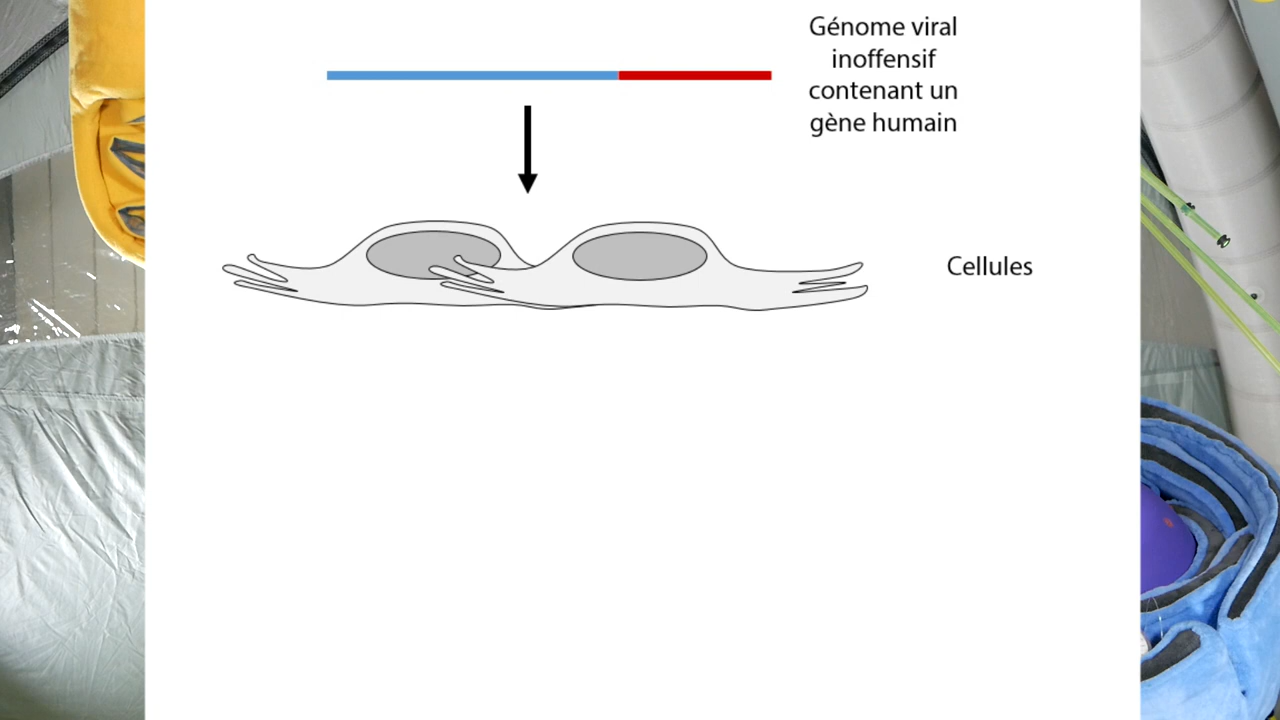 Génome viral
inoffensif
contenant un
gène humain
Cellules